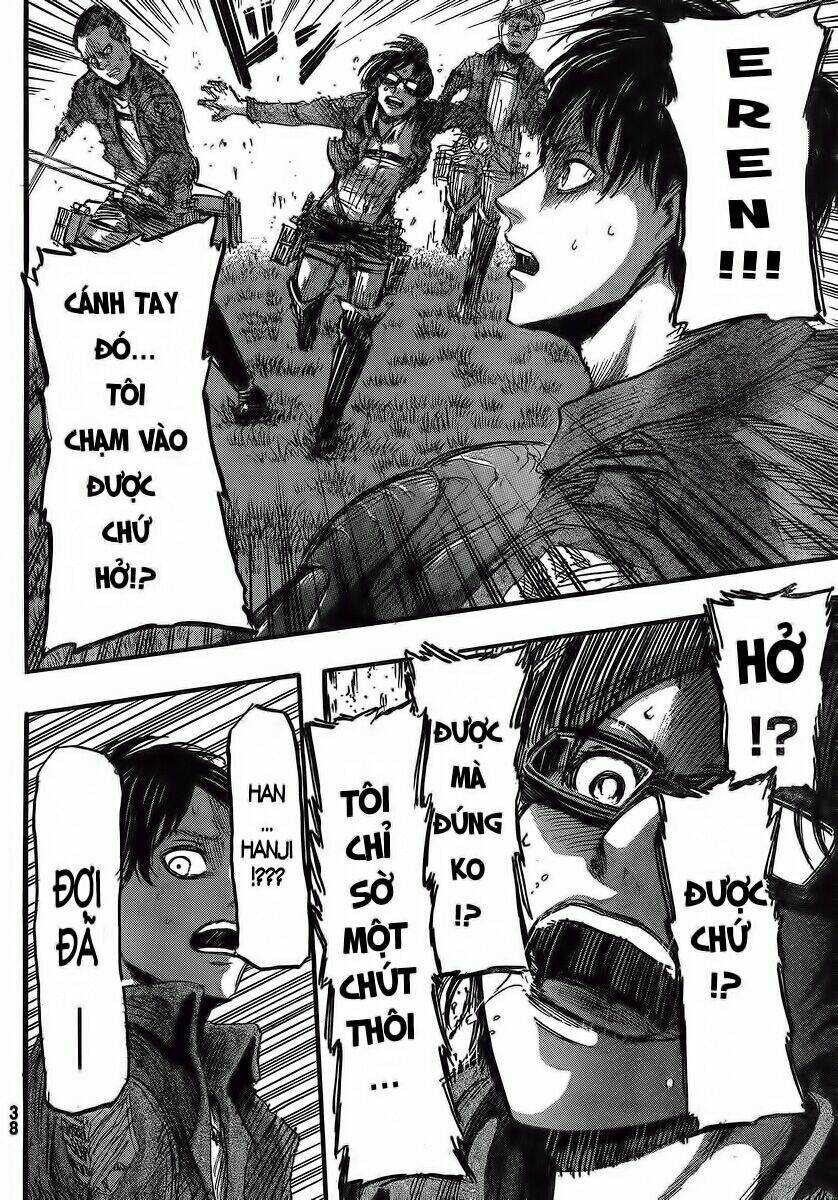 EREN!!!
CÁNH TAY
ĐÓ...
TÔI
CHẠM VÀO
ĐƯỢC
CHỨ
HỞ!?
HỞ
!?
ĐƯỢC
CHỨ
!?
ĐƯỢC
MÀ
ĐÚNG
KO
!?
TÔI
CHỈ
SỜ
MỘT
CHÚT
THÔI
...
HAN
...
HANJI
!???
ĐỢI
ĐÃ
—
38